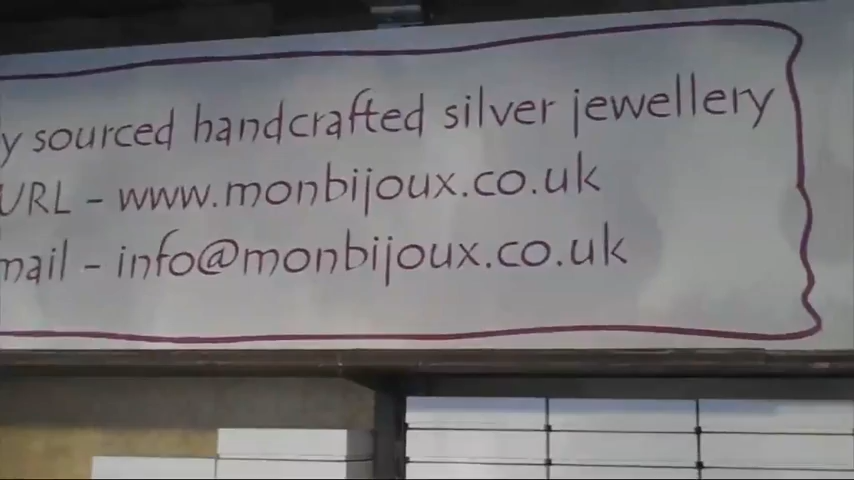 sourced handcrafted silver jewellery
URL - www.monbijoux.co.uk
mail - info@monbijoux.co.uk